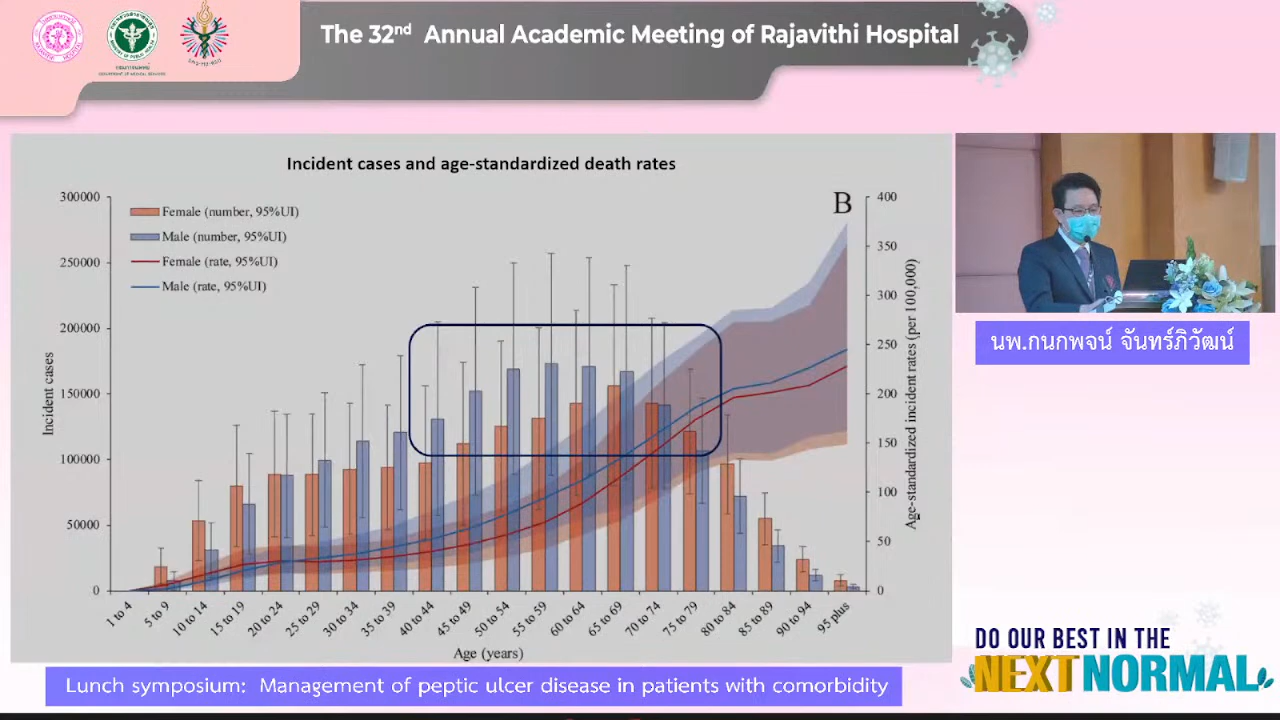 The 32nd Annual Academic Meeting of Rajavithi Hospital
Incident cases and age-standardized death rates
B
Female (number, 95%UI)
Male (number, 95%UI)
Female (rate, 95%UI)
Male (rate, 95%UI)
Incident cases
300000
250000
200000
150000
100000
50000
0
400
350
300
250
200
150
100
50
0
Age-standardized incident rates (per 100,000)
1 to 4
5 to 9
10 to 14
15 to 19
20 to 24
25 to 29
30 to 34
35 to 39
40 to 44
45 to 49
50 to 54
55 to 59
60 to 64
65 to 69
70 to 74
75 to 79
80 to 84
85 to 89
90 to 94
95 plus
Age (years)
นพ.กนกพจน์ จันทร์ภิวัฒน์
Lunch symposium: Management of peptic ulcer disease in patients with comorbidity
DO OUR BEST IN THE
NEXT NORMAL